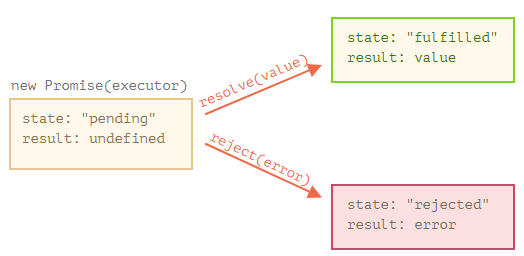 new Promise(executor)
state: "pending"
result: undefined
resolve(value)
reject(error)
state: "fulfilled"
result: value
state: "rejected"
result: error